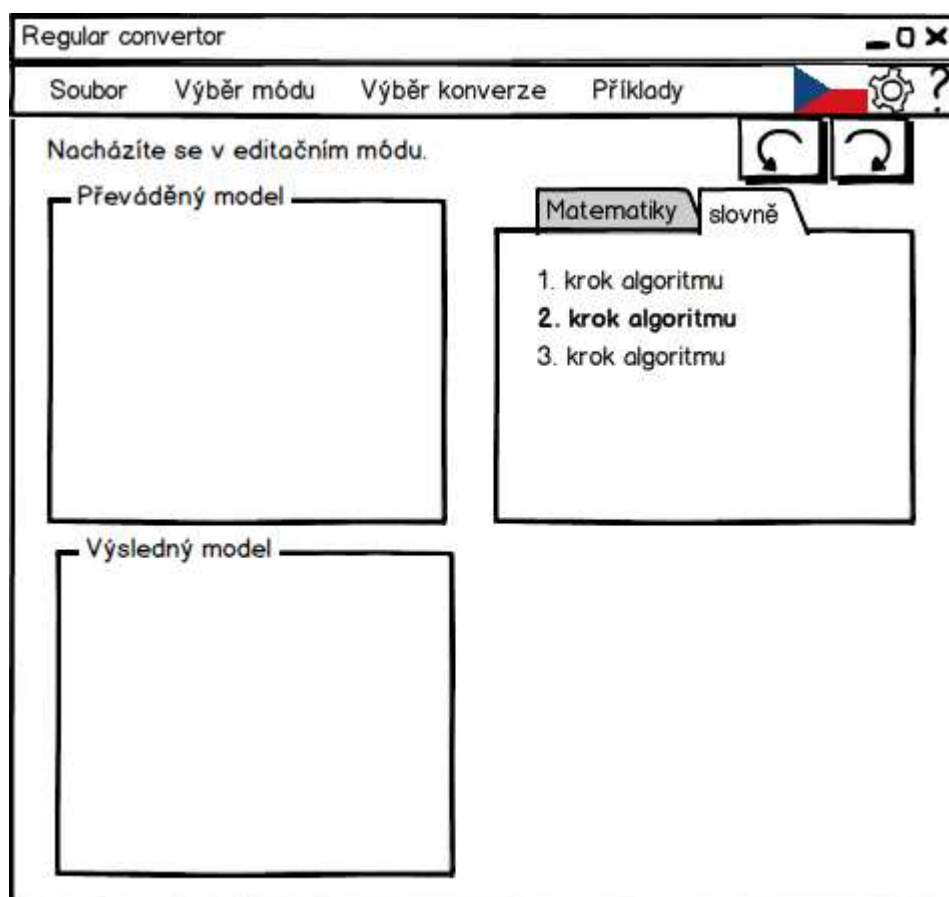 Regular convertor
Soubor Výběr módu Výběr konverze Příklady ?
Nacházíte se v editačním módu.
Převáděný model
Matematiky slovně
1. krok algoritmu
2. krok algoritmu
3. krok algoritmu
Výsledný model